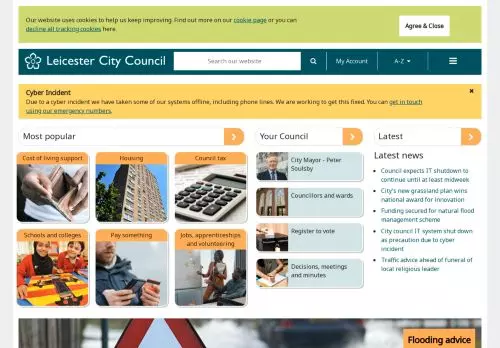 Our website uses cookies to help us keep improving. Find out more on our cookie page or you can
decline all tracking cookies here.
Agree & Close
Leicester City Council
Search our website
My Account
A-Z
Cyber Incident
Due to a cyber incident we have taken some of our systems offline, including phone lines. We are working to get this fixed. You can get in touch
using our emergency numbers.
Most popular
Cost of living support
Housing
Council tax
Schools and colleges
Pay something
Jobs, apprenticeships
and volunteering
Your Council
City Mayor - Peter
Soulsby
Councillors and wards
Register to vote
Decisions, meetings
and minutes
Latest
Latest news
Council expects IT shutdown to
continue until at least midweek
City's new grassland plan wins
national award for innovation
Funding secured for natural flood
management scheme
City council IT system shut down
as precaution due to cyber
incident
Traffic advice ahead of funeral of
local religious leader
Flooding advice